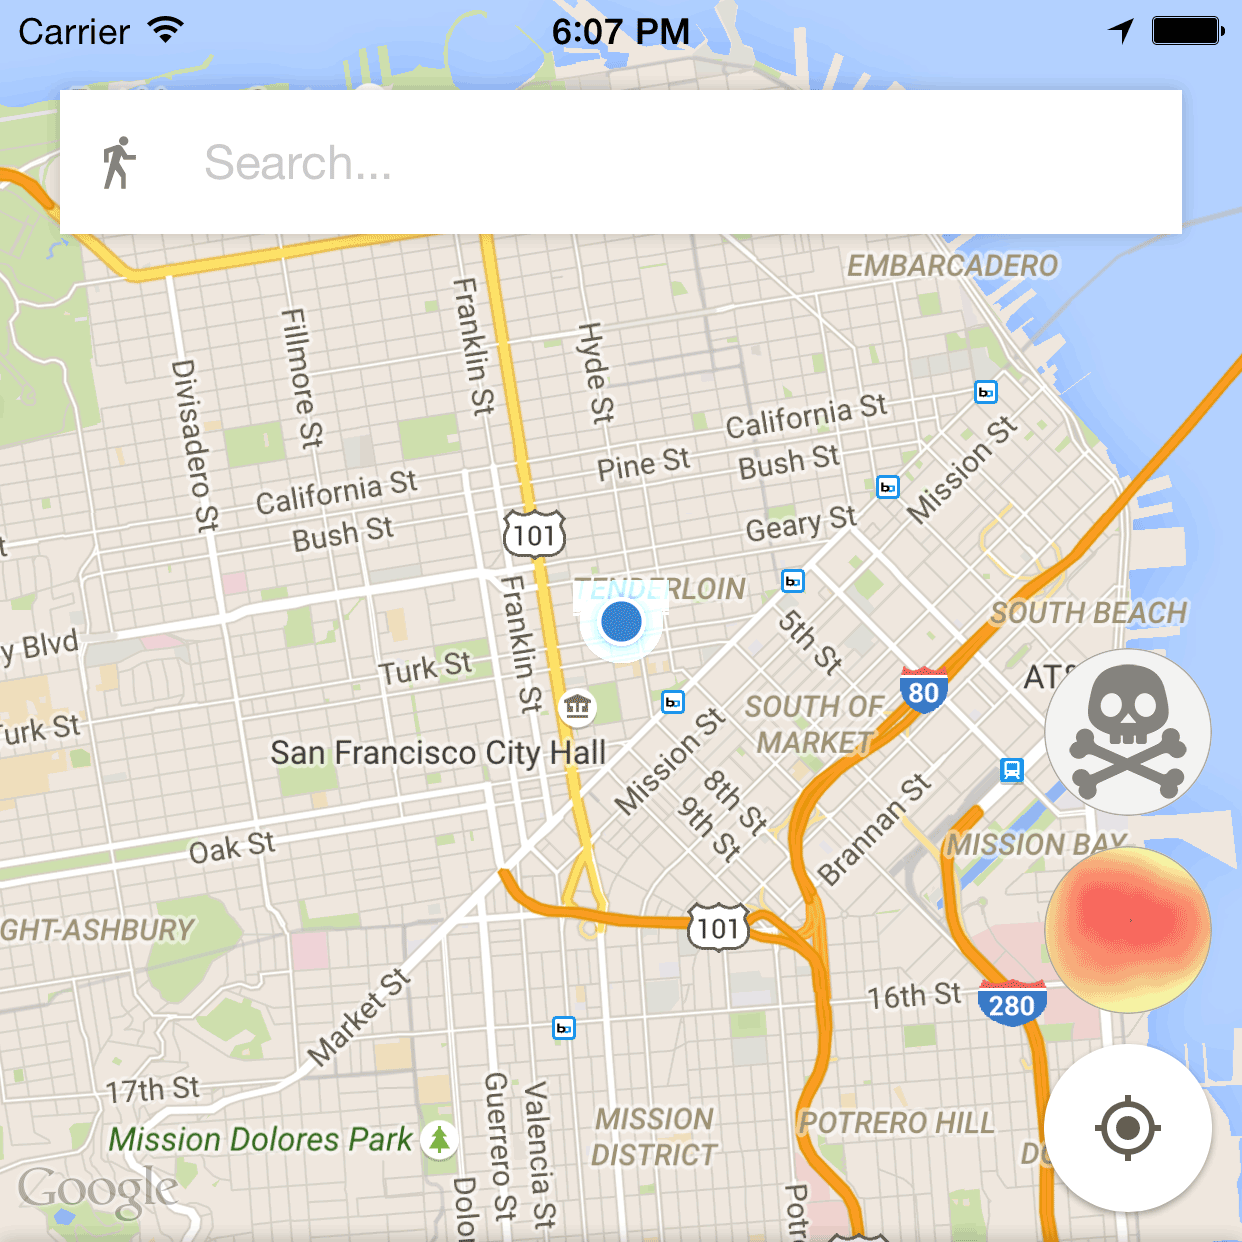 Carrier
6:07 PM
Search...
EMBARCADERO
Franklin St
Fillmore St
Hyde St
Divisadero St
California St
Mission St
Pine St
Bush St
California St
Bush St
Geary St
101
TENDERLOIN
Franklin St
5th St
SOUTH BEACH
y Blvd
Turk St
80
AT&
SOUTH OF
MARKET
Turk St
San Francisco City Hall
Mission St
8th St
9th St
Brannan St
Oak St
MISSION BAY
GHT-ASHBURY
101
16th St
280
Market St
17th St
Guerrero St
Valencia St
MISSION
DISTRICT
POTRERO HILL
Mission Dolores Park
Google
Dolor
Potr